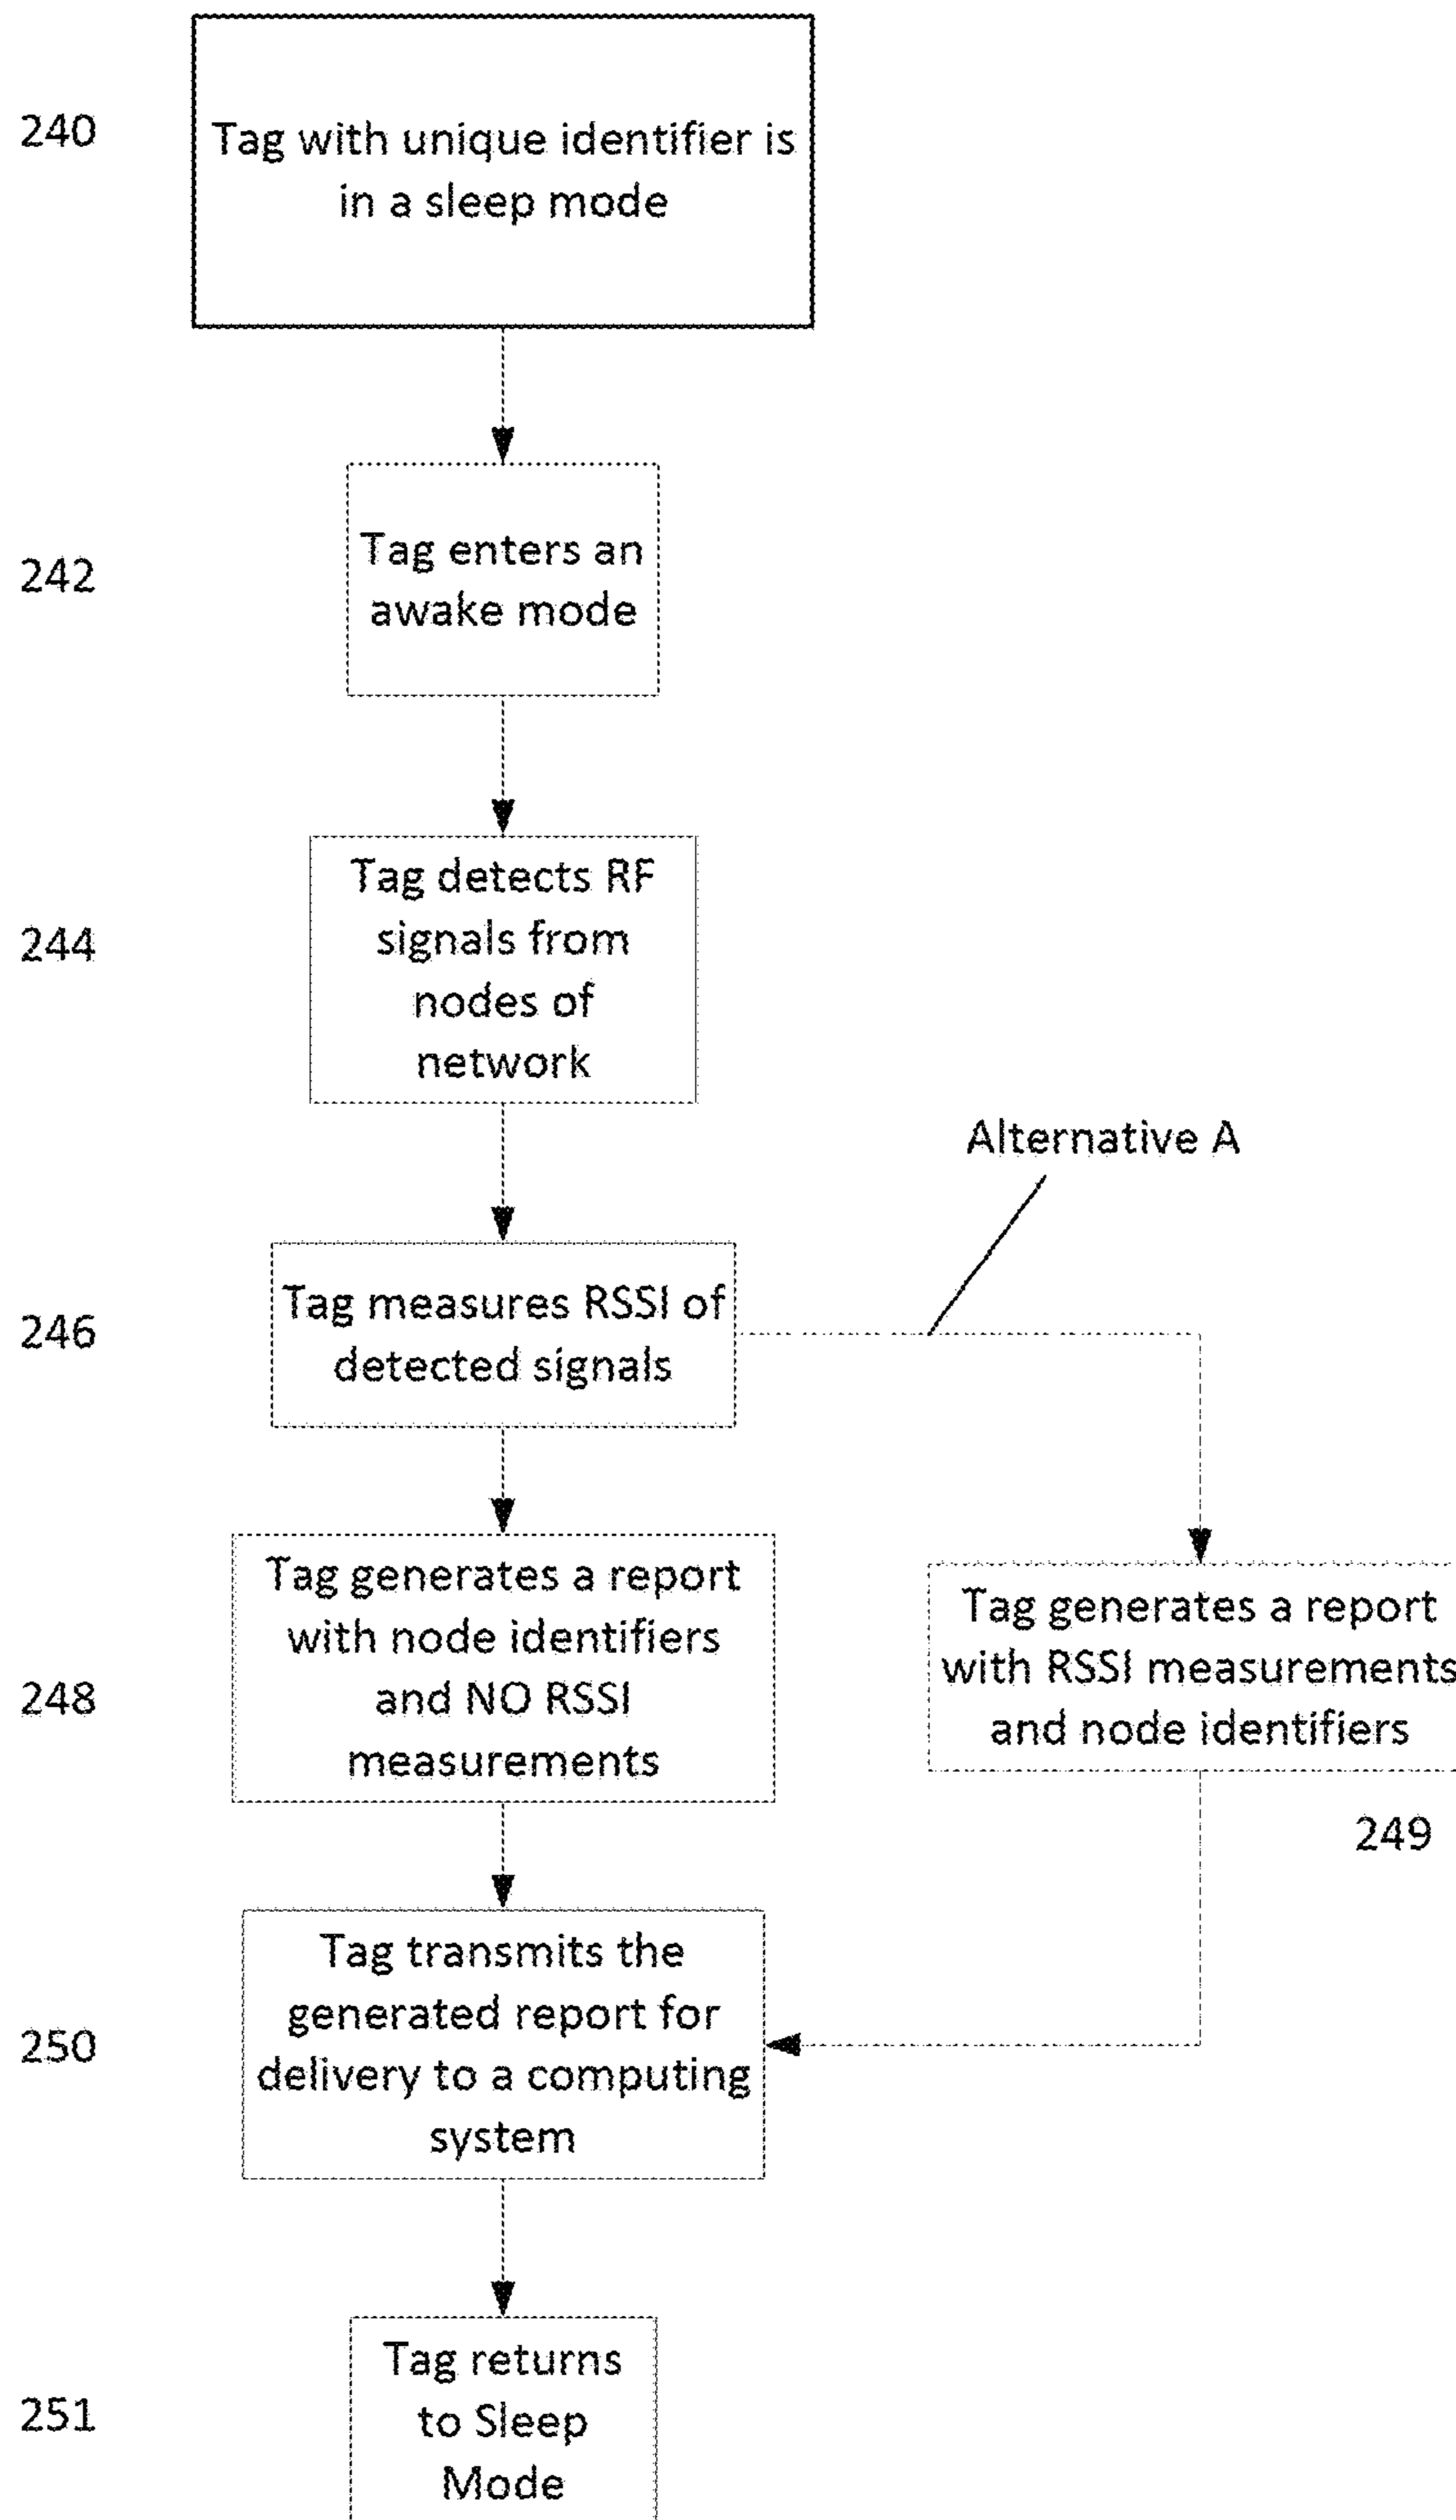 240
Tag with unique identifier is
in a sleep mode
242
Tag enters an
awake mode
244
Tag detects RF
signals from
nodes of
network
Alternative A
246
Tag measures RSSI of
detected signals
248
Tag generates a report
with node identifiers
and NO RSSI
measurements
Tag generates a report
with RSSI measurements
and node identifiers
249
250
Tag transmits the
generated report for
delivery to a computing
system
251
Tag returns
to Sleep
Mode